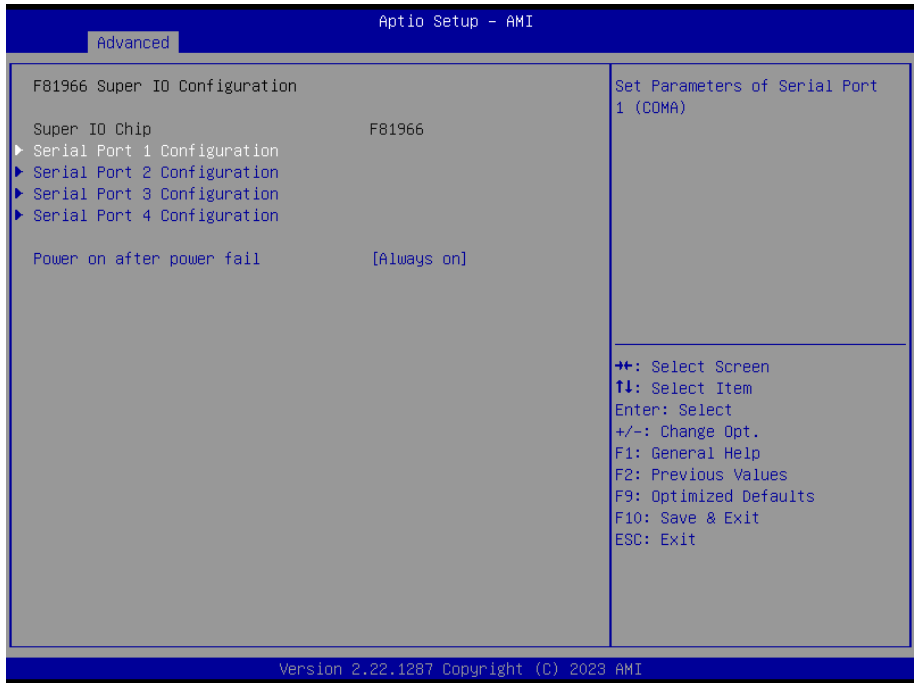 Aptio Setup – AMI
Advanced
F81966 Super IO Configuration
Super IO Chip F81966
Serial Port 1 Configuration
Serial Port 2 Configuration
Serial Port 3 Configuration
Serial Port 4 Configuration
Power on after power fail [Always on]
Set Parameters of Serial Port
1 (COMA)
→←: Select Screen
↑↓: Select Item
Enter: Select
+/-: Change Opt.
F1: General Help
F2: Previous Values
F9: Optimized Defaults
F10: Save & Exit
ESC: Exit
Version 2.22.1287 Copyright (C) 2023 AMI